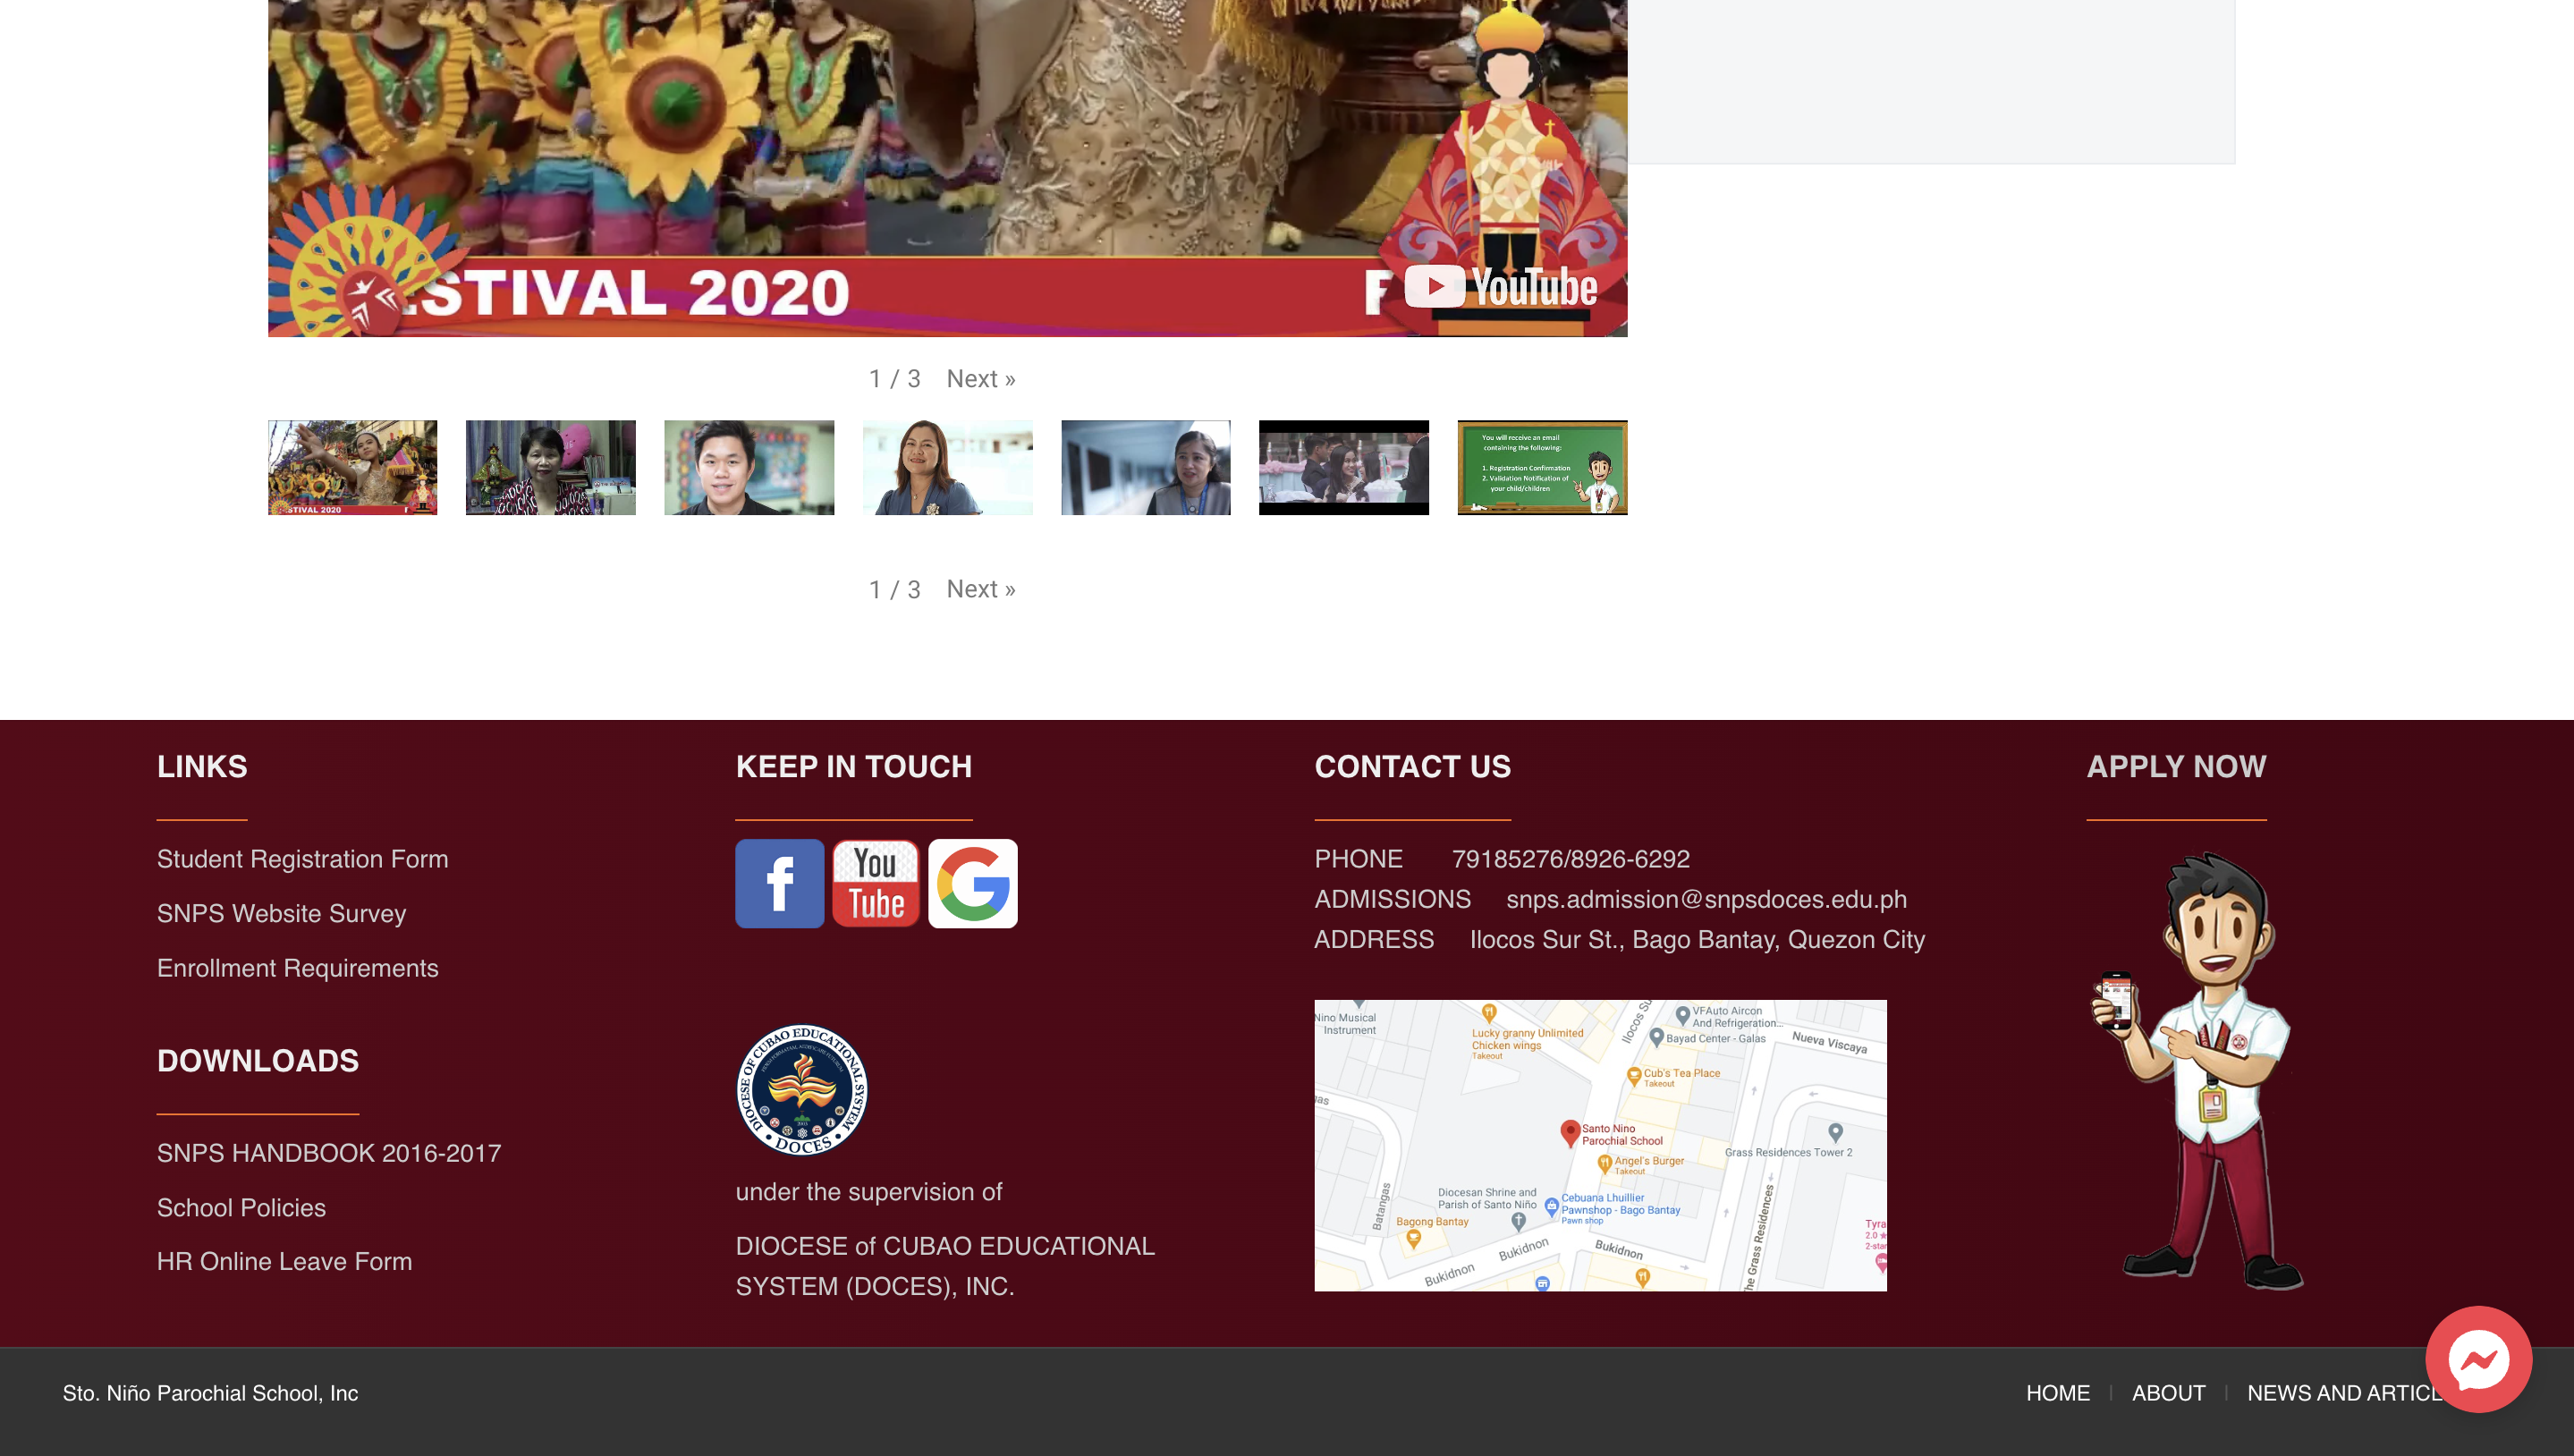 STIVAL 2020
F
YouTube
1 / 3 Next »
STIVAL 2020
You will receive an email
containing the following:
1. Registration Confirmation
2. Validation Notification of
your child/children
1 / 3 Next »
LINKS
Student Registration Form
SNPS Website Survey
Enrollment Requirements
DOWNLOADS
SNPS HANDBOOK 2016-2017
School Policies
HR Online Leave Form
KEEP IN TOUCH
f
You
Tube
G
DIOCESE OF CUBAO EDUCATIONAL SYSTEM
• DOCES •
under the supervision of
DIOCESE of CUBAO EDUCATIONAL
SYSTEM (DOCES), INC.
CONTACT US
PHONE 79185276/8926-6292
ADMISSIONS snps.admission@snpsdoces.edu.ph
ADDRESS Ilocos Sur St., Bago Bantay, Quezon City
Nino Musical
Instrument
Lucky granny Unlimited
Chicken wings
Takeout
Ilocos Su
VFAuto Aircon
And Refrigeration...
Bayad Center - Galas
Nueva Viscaya
Cub's Tea Place
Takeout
gas
Santo Nino
Parochial School
Angel's Burger
Takeout
Grass Residences Tower 2
Diocesan Shrine and
Parish of Santo Niño
Cebuana Lhuillier
Pawnshop - Bago Bantay
Pawn shop
Batangas
Bagong Bantay
Bukidnon
Bukidnon
Bukidnon
The Grass Residences
Tyra
2.0
2-star
APPLY NOW
Sto. Niño Parochial School, Inc
HOME | ABOUT | NEWS AND ARTICL